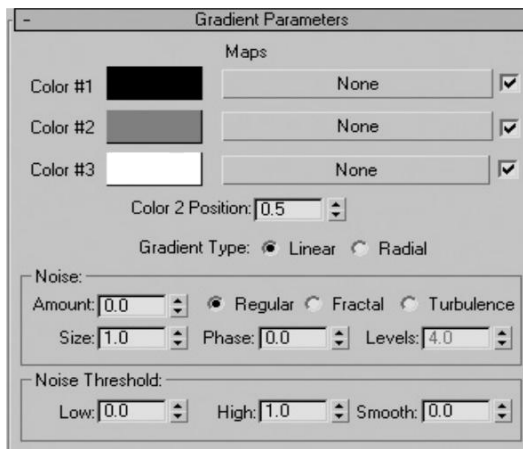 - Gradient Parameters
Maps
Color #1 None
Color #2 None
Color #3 None
Color 2 Position: 0.5
Gradient Type: Linear Radial
Noise:
Amount: 0.0 Regular Fractal Turbulence
Size: 1.0 Phase: 0.0 Levels: 4.0
Noise Threshold:
Low: 0.0 High: 1.0 Smooth: 0.0